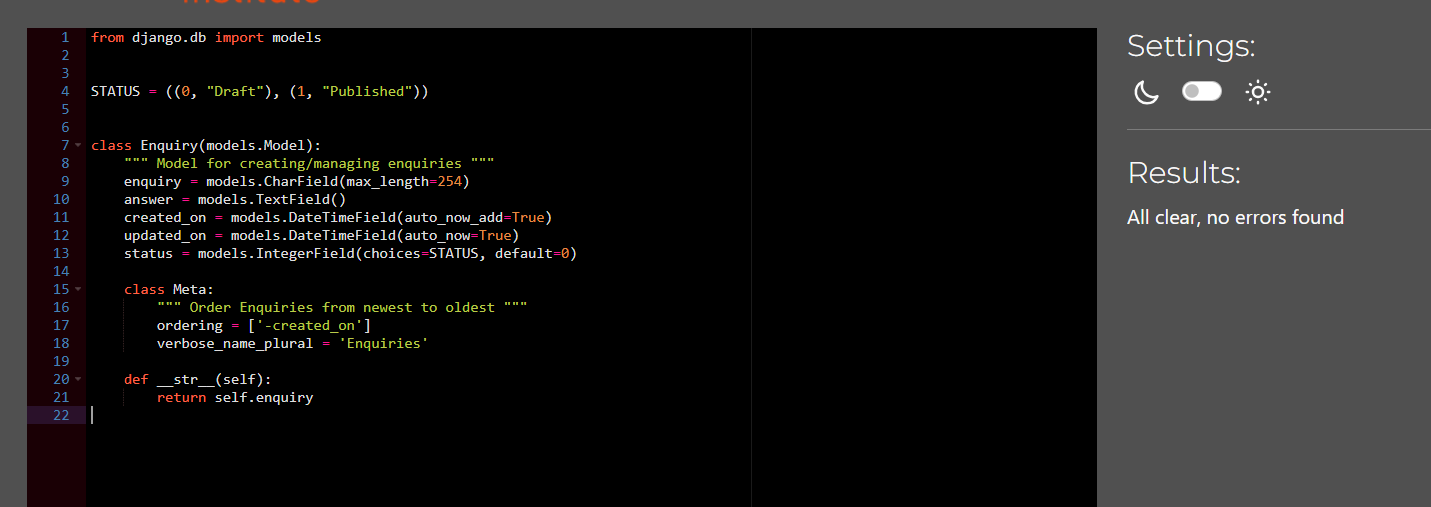 1 from django.db import models
2
3
4 STATUS = ((0, "Draft"), (1, "Published"))
5
6
7 class Enquiry(models.Model):
8     """ Model for creating/managing enquiries """
9     enquiry = models.CharField(max_length=254)
10     answer = models.TextField()
11     created_on = models.DateTimeField(auto_now_add=True)
12     updated_on = models.DateTimeField(auto_now=True)
13     status = models.IntegerField(choices=STATUS, default=0)
14
15     class Meta:
16         """ Order Enquiries from newest to oldest """
17         ordering = ['-created_on']
18         verbose_name_plural = 'Enquiries'
19
20     def __str__(self):
21         return self.enquiry
22
Settings:
Results:
All clear, no errors found